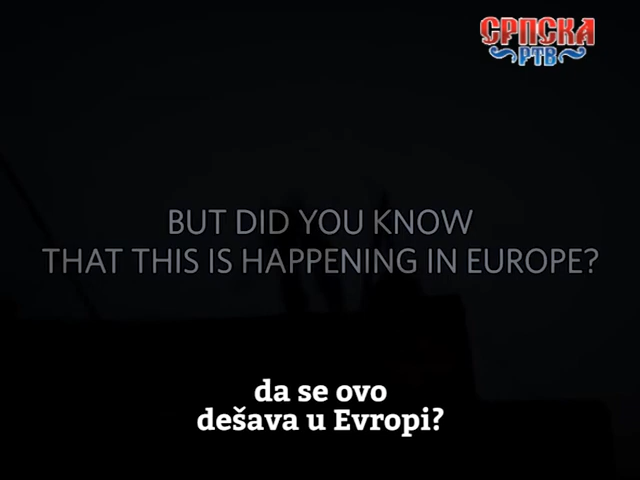 СРПСКА
РТВ
BUT DID YOU KNOW
THAT THIS IS HAPPENING IN EUROPE?
da se ovo
dešava u Evropi?